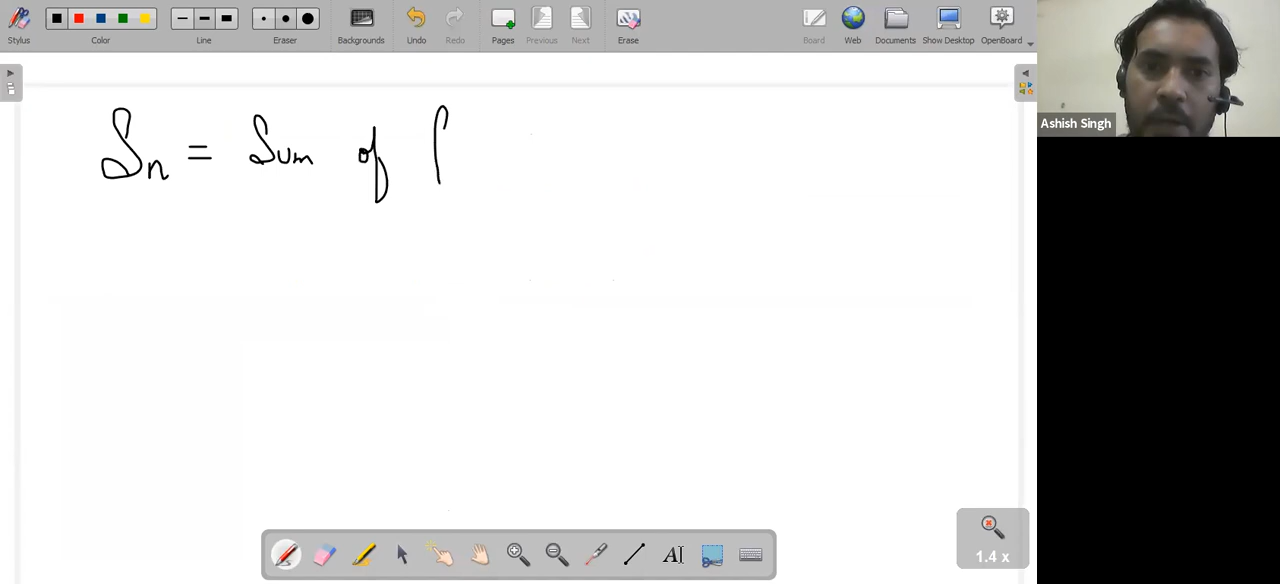 Stylus Color Line Eraser Backgrounds Undo Redo Pages Previous Next Erase Board Web Documents Show Desktop OpenBoard
Ashish Singh
Sn = Sum of
1.4 x